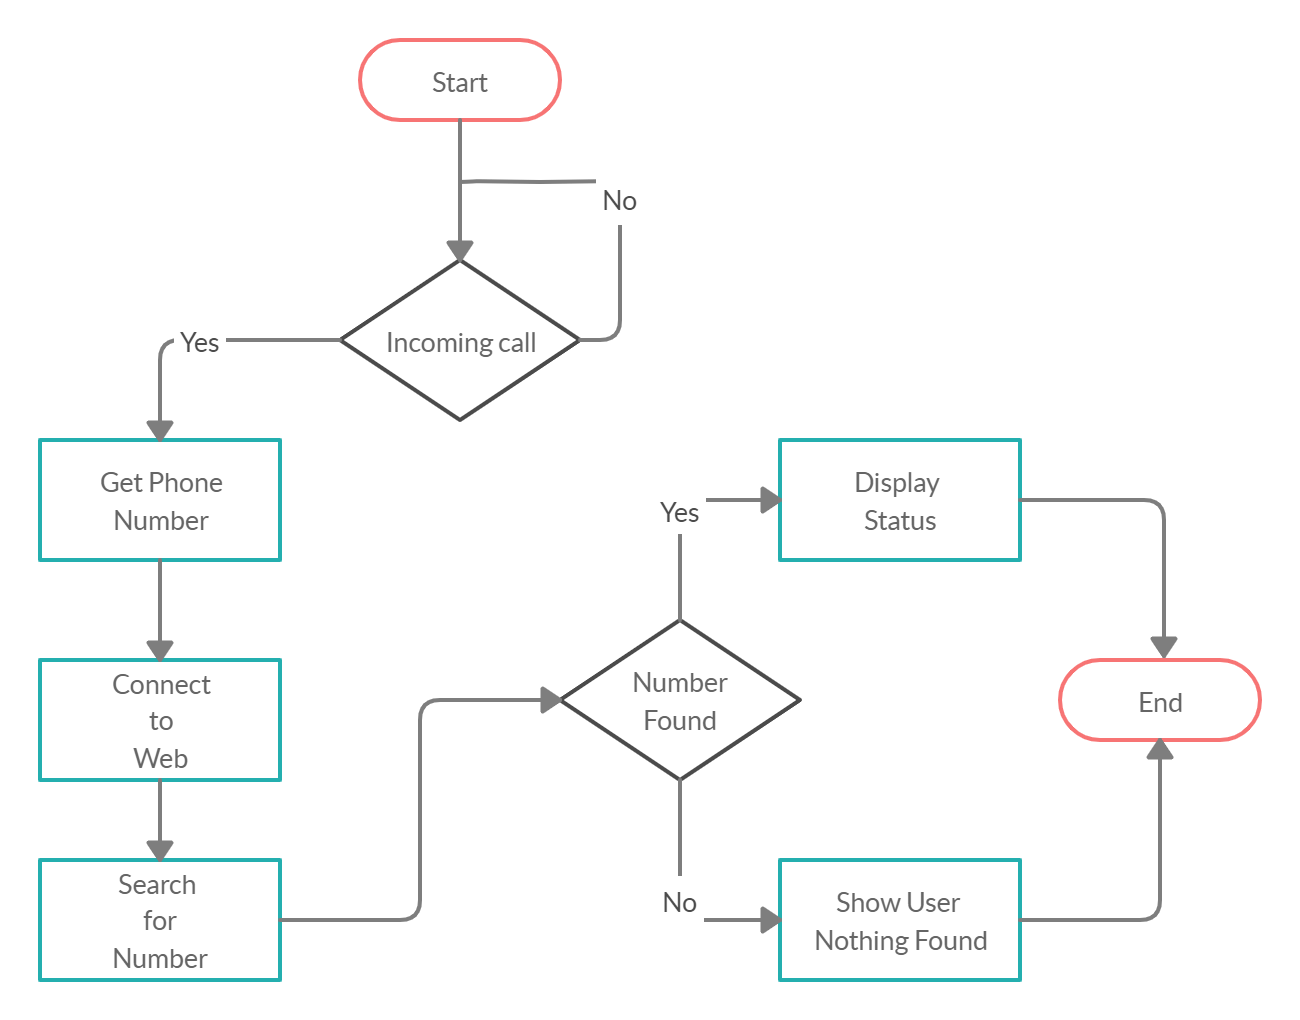 Start
No
Incoming call
Yes
Get Phone
Number
Connect
to
Web
Search
for
Number
Number
Found
Yes
Display
Status
No
Show User
Nothing Found
End